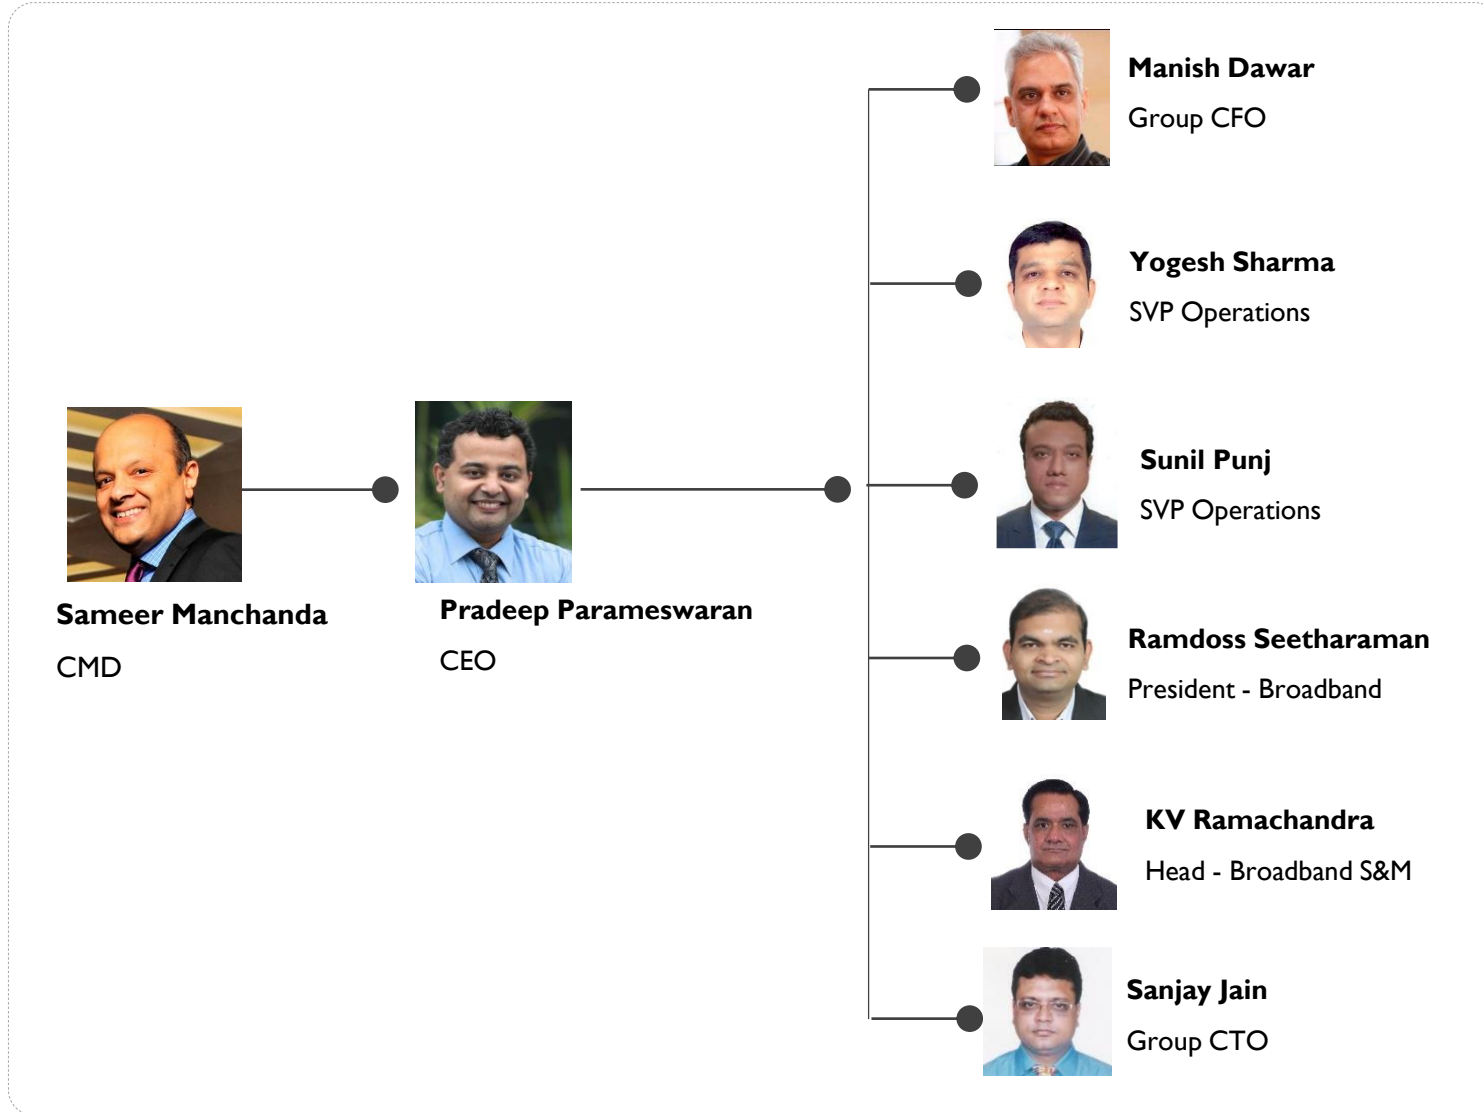 Manish Dawar
Group CFO
Yogesh Sharma
SVP Operations
Sunil Punj
SVP Operations
Sameer Manchanda
CMD
Pradeep Parameswaran
CEO
Ramdoss Seetharaman
President - Broadband
KV Ramachandra
Head - Broadband S&M
Sanjay Jain
Group CTO